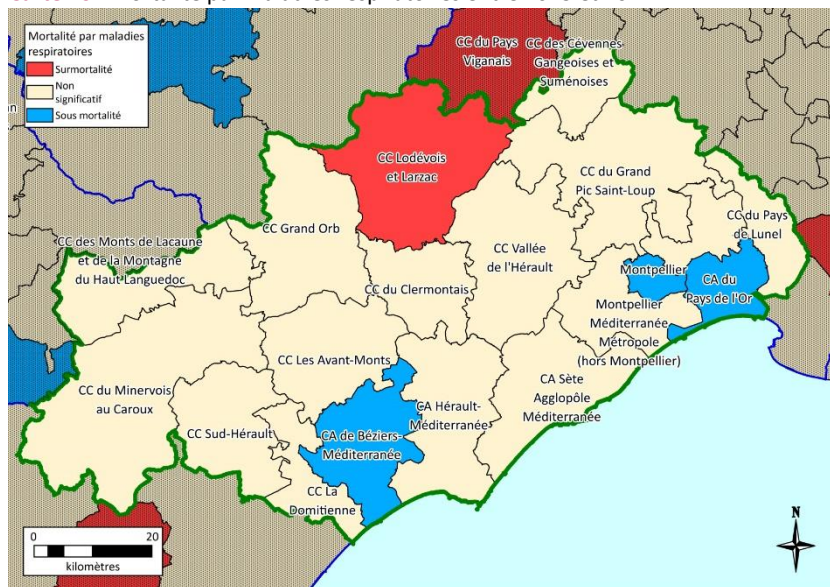 Mortalité par maladies
respiratoires
Surmortalité
Non
significatif
Sous mortalité
CC du Pays
Viganais
CC des Cévennes
Gangeoises et
Suménoises
CC Lodévois
et Larzac
CC du Grand
Pic Saint-Loup
CC du Pays
de Lunel
CC Grand Orb
CC des Monts de Lacaune
et de la Montagne
du Haut Languedoc
CC Vallée
de l'Hérault
CC du Clermontais
Montpellier
CA du
Pays de l'Or
Montpellier
Méditerranée
Métropole
(hors Montpellier)
CC Les Avant-Monts
CC du Minervois
au Caroux
CA Sète
Agglopôle
Méditerranée
CA Hérault-
Méditerranée
CC Sud-Hérault
CA de Béziers-
Méditerranée
CC La
Domitienne
0 20
kilomètres
N